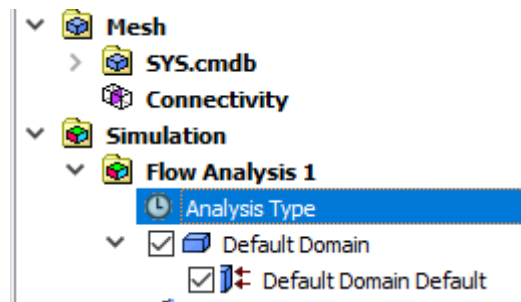 Mesh
SYS.cmdb
Connectivity
Simulation
Flow Analysis 1
Analysis Type
Default Domain
Default Domain Default